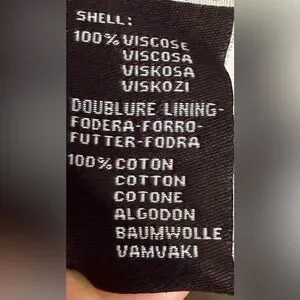 SHELL:
100% VISCOSE
VISCOSA
VISKOSA
VISKOZI
DOUBLURE LINING-
FODERA-FORRO-
FUTTER-FODRA
100% COTON
COTTON
COTONE
ALGODON
BAUMWOLLE
VAMVAKI